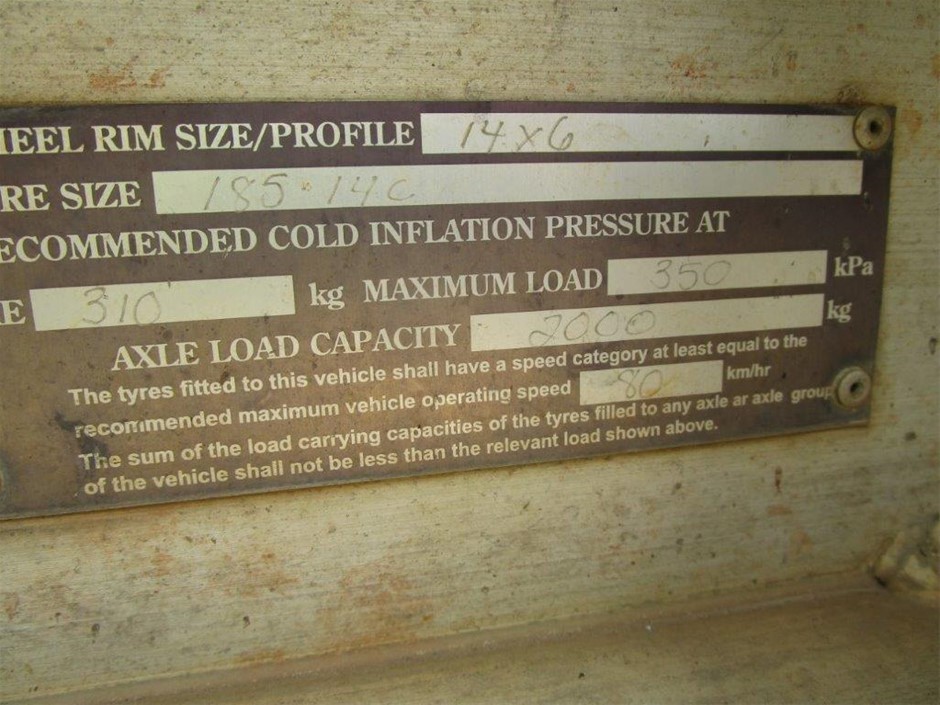 HEEL RIM SIZE/PROFILE 14x6
RE SIZE 185·14C
ECOMMENDED COLD INFLATION PRESSURE AT
E 310 kg MAXIMUM LOAD 350 kPa
AXLE LOAD CAPACITY 2000 kg
The tyres fitted to this vehicle shall have a speed category at least equal to the
recommended maximum vehicle operating speed 80 km/hr
The sum of the load carrying capacities of the tyres filled to any axle ar axle group
of the vehicle shall not be less than the relevant load shown above.